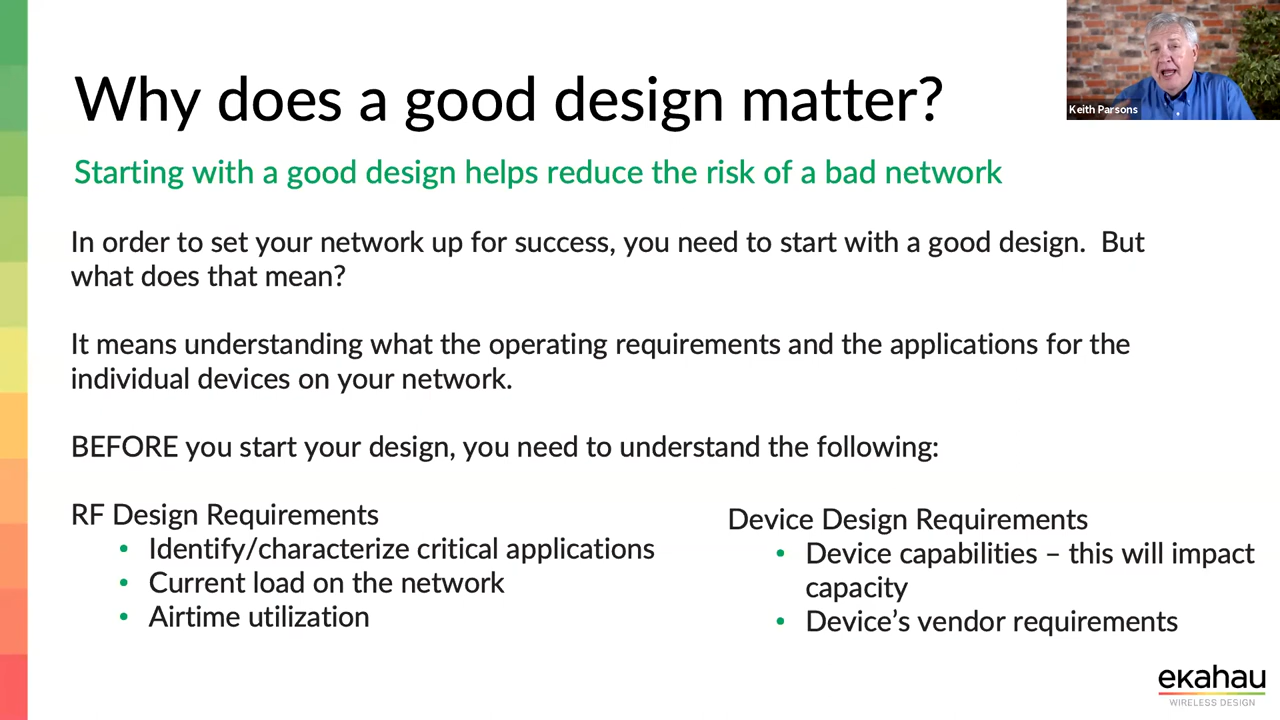 Why does a good design matter?
Keith Parsons
Starting with a good design helps reduce the risk of a bad network
In order to set your network up for success, you need to start with a good design.  But
what does that mean?
It means understanding what the operating requirements and the applications for the
individual devices on your network.
BEFORE you start your design, you need to understand the following:
RF Design Requirements
• Identify/characterize critical applications
• Current load on the network
• Airtime utilization
Device Design Requirements
• Device capabilities – this will impact
capacity
• Device’s vendor requirements
ekahau
WIRELESS DESIGN